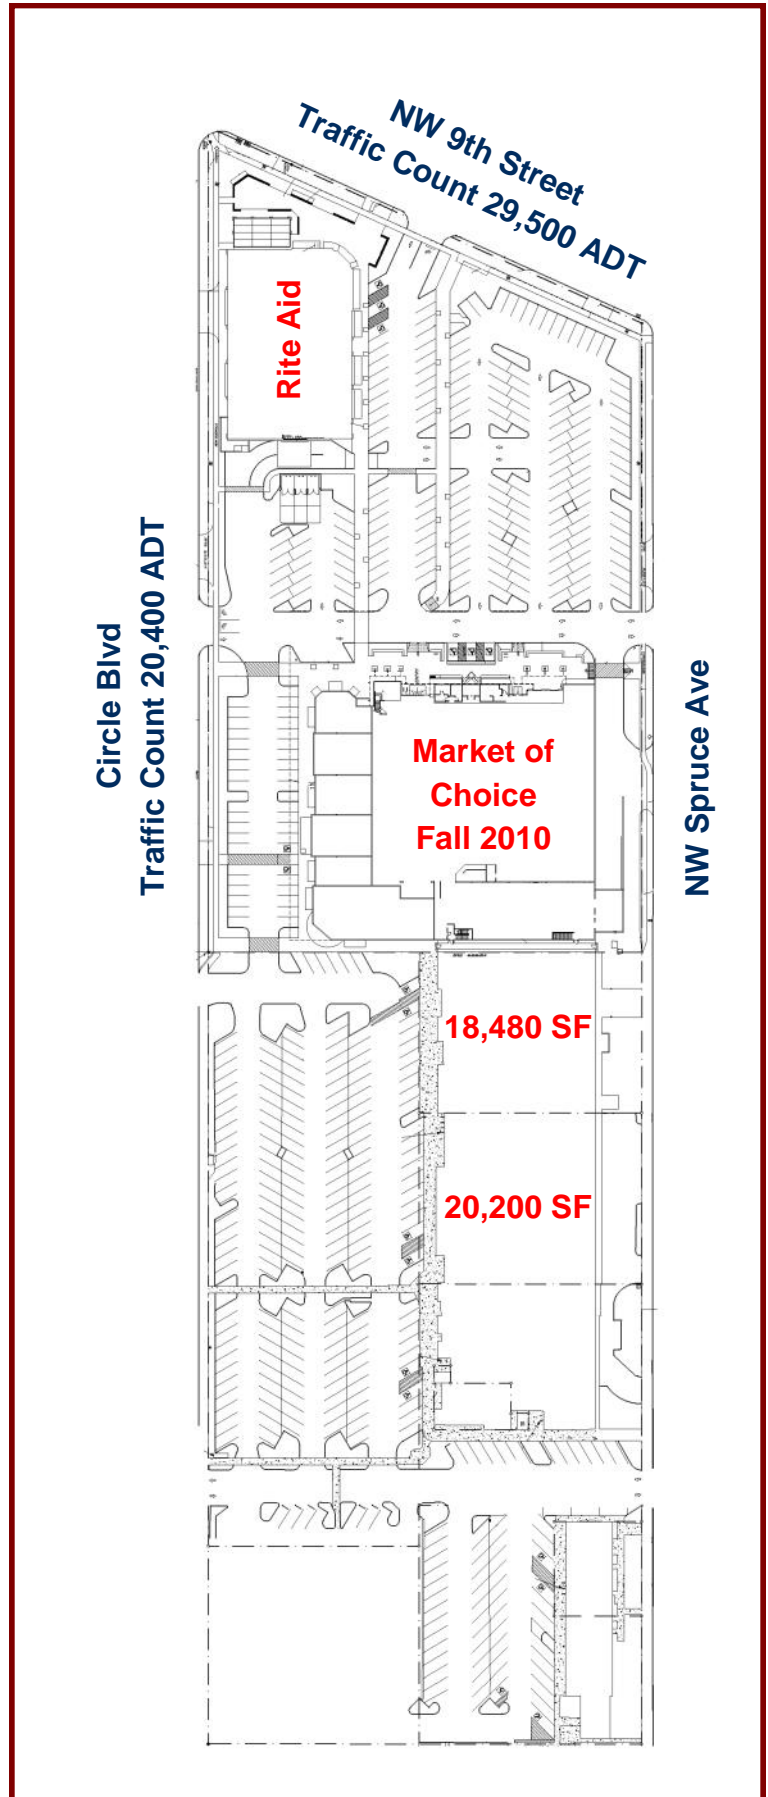 NW 9th Street
Traffic Count 29,500 ADT
Rite Aid
Circle Blvd
Traffic Count 20,400 ADT
Market of
Choice
Fall 2010
NW Spruce Ave
18,480 SF
20,200 SF